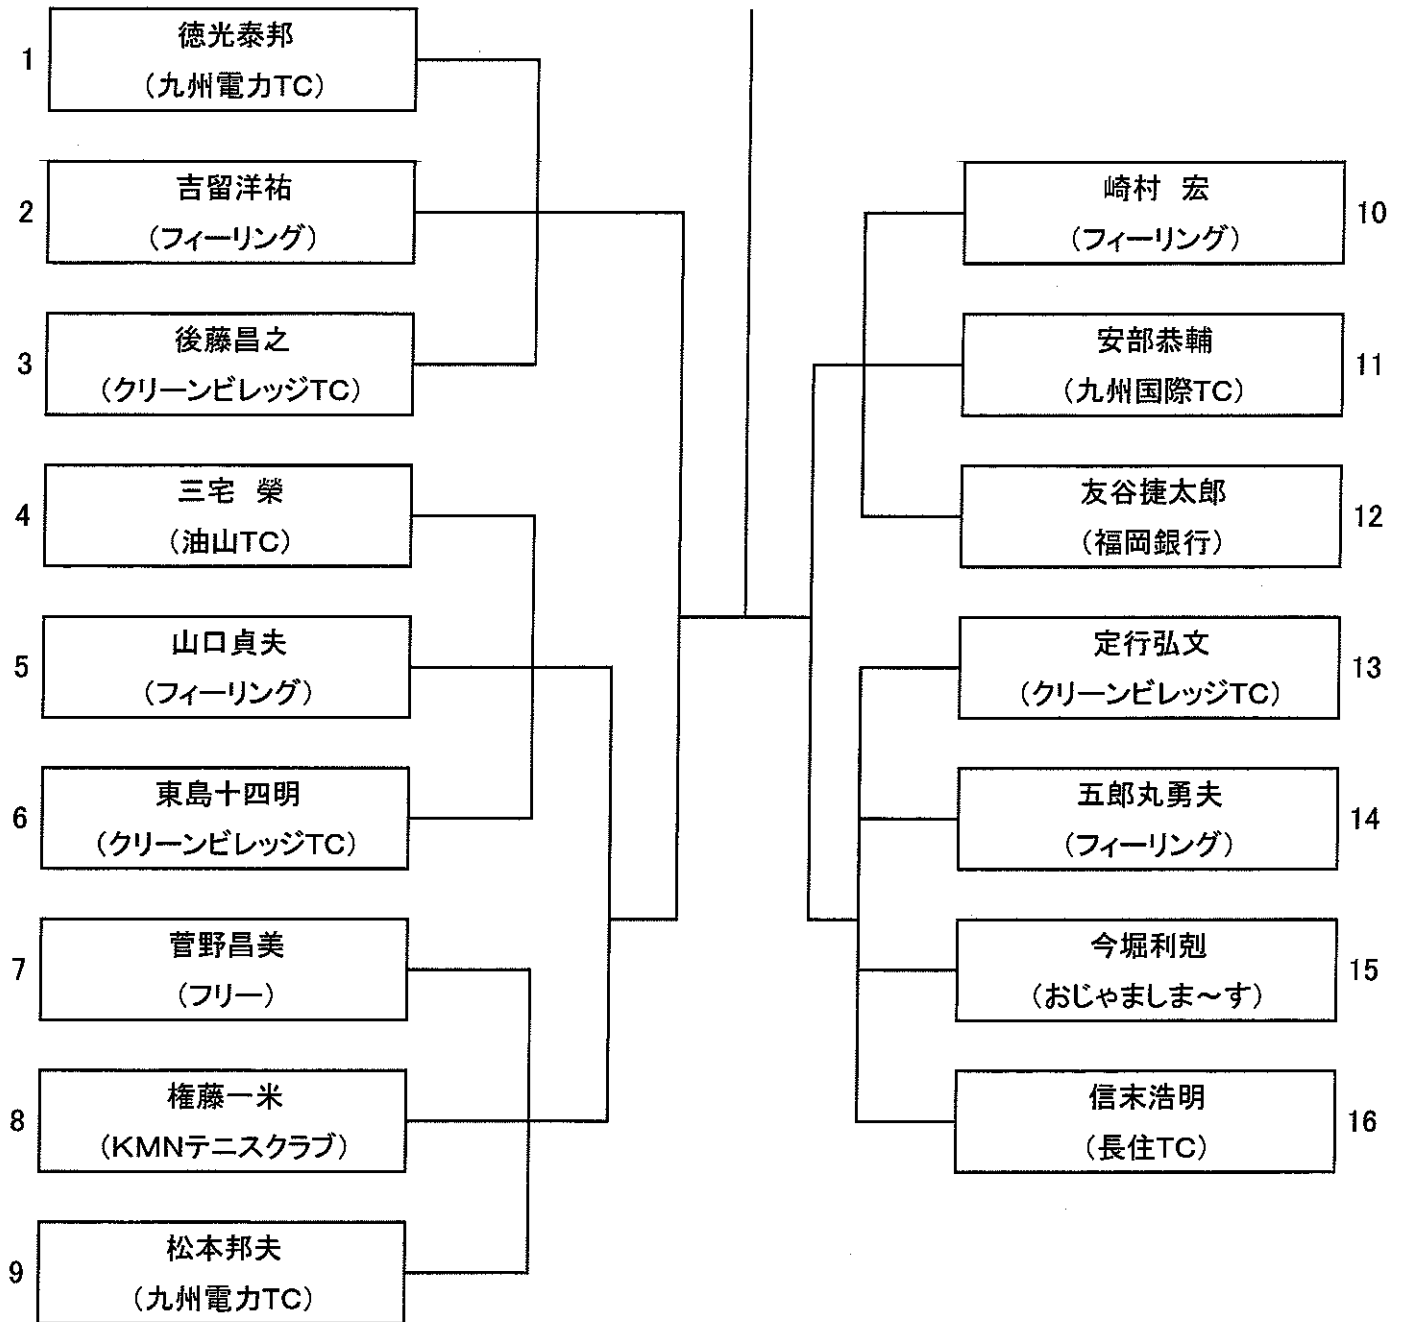 1
徳光泰邦
（九州電力TC）
2
吉留洋祐
（フィーリング）
3
後藤昌之
（クリーンビレッジTC）
4
三宅　榮
（油山TC）
5
山口貞夫
（フィーリング）
6
東島十四明
（クリーンビレッジTC）
7
菅野昌美
（フリー）
8
権藤一米
（KMNテニスクラブ）
9
松本邦夫
（九州電力TC）
崎村　宏
（フィーリング）
10
安部恭輔
（九州国際TC）
11
友谷捷太郎
（福岡銀行）
12
定行弘文
（クリーンビレッジTC）
13
五郎丸勇夫
（フィーリング）
14
今堀利剋
（おじゃましま～す）
15
信末浩明
（長住TC）
16